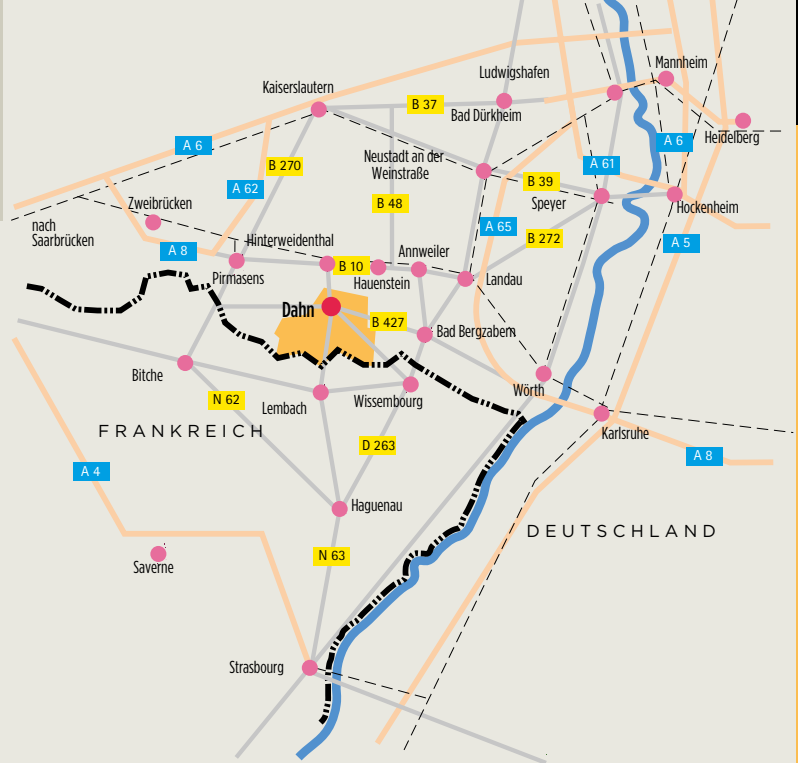 Mannheim
Ludwigshafen
Kaiserslautern
B 37
Bad Dürkheim
A 6
A 6
Heidelberg
Neustadt an der
Weinstraße
B 270
A 61
A 62
B 39
Zweibrücken
B 48
Speyer
Hockenheim
nach
Saarbrücken
A 65
B 272
A 5
Hinterweidenthal
A 8
Annweiler
B 10
Pirmasens
Hauenstein
Landau
Dahn
B 427
Bad Bergzabern
Bitche
Wörth
N 62
Lembach
Wissembourg
FRANKREICH
Karlsruhe
D 263
A 8
A 4
Haguenau
DEUTSCHLAND
N 63
Saverne
Strasbourg